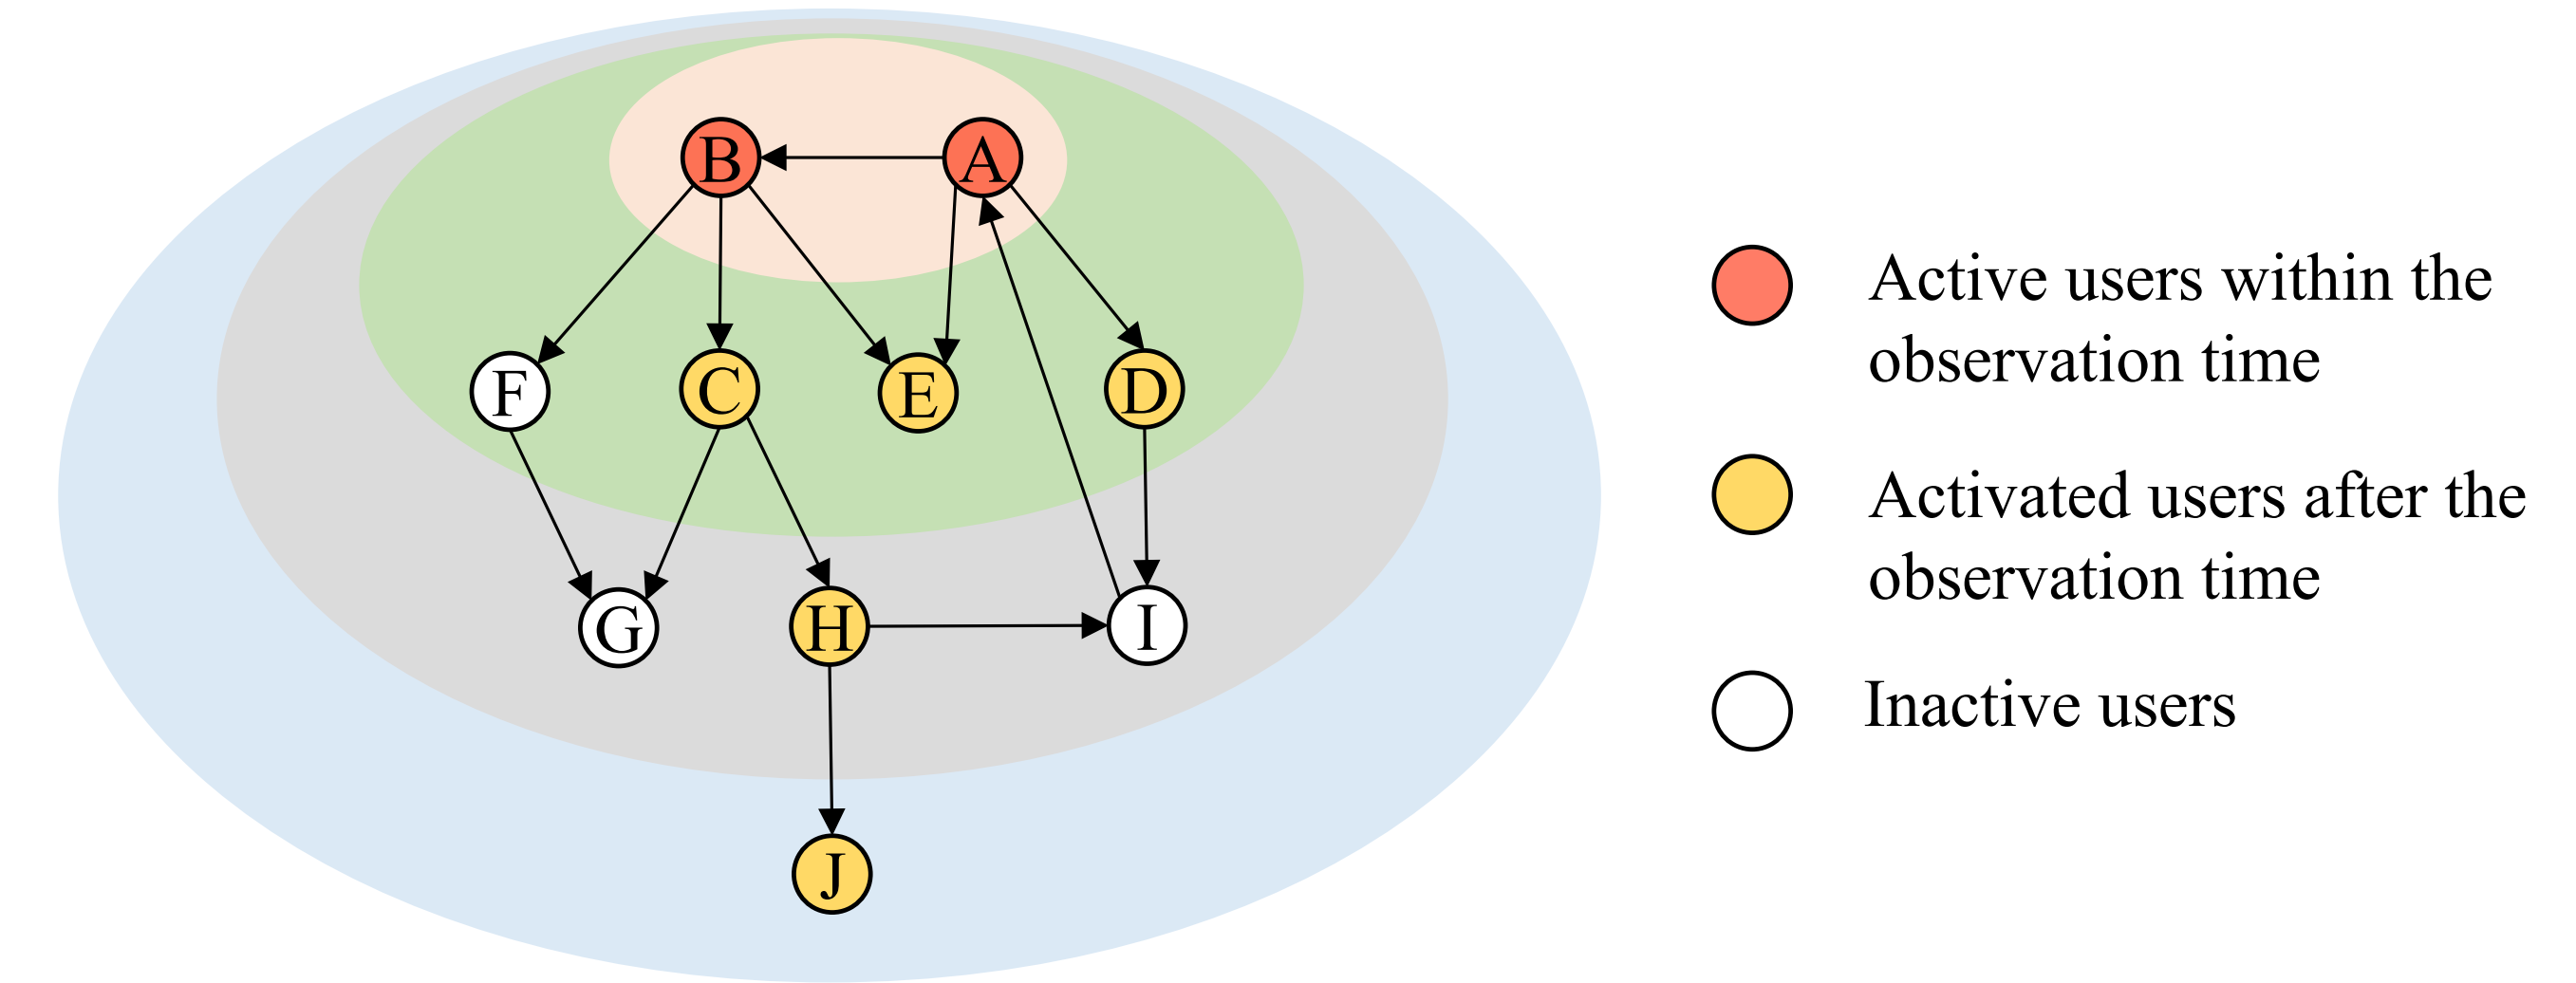 B
A
F
C
E
D
G
H
I
J
Active users within the
observation time
Activated users after the
observation time
Inactive users